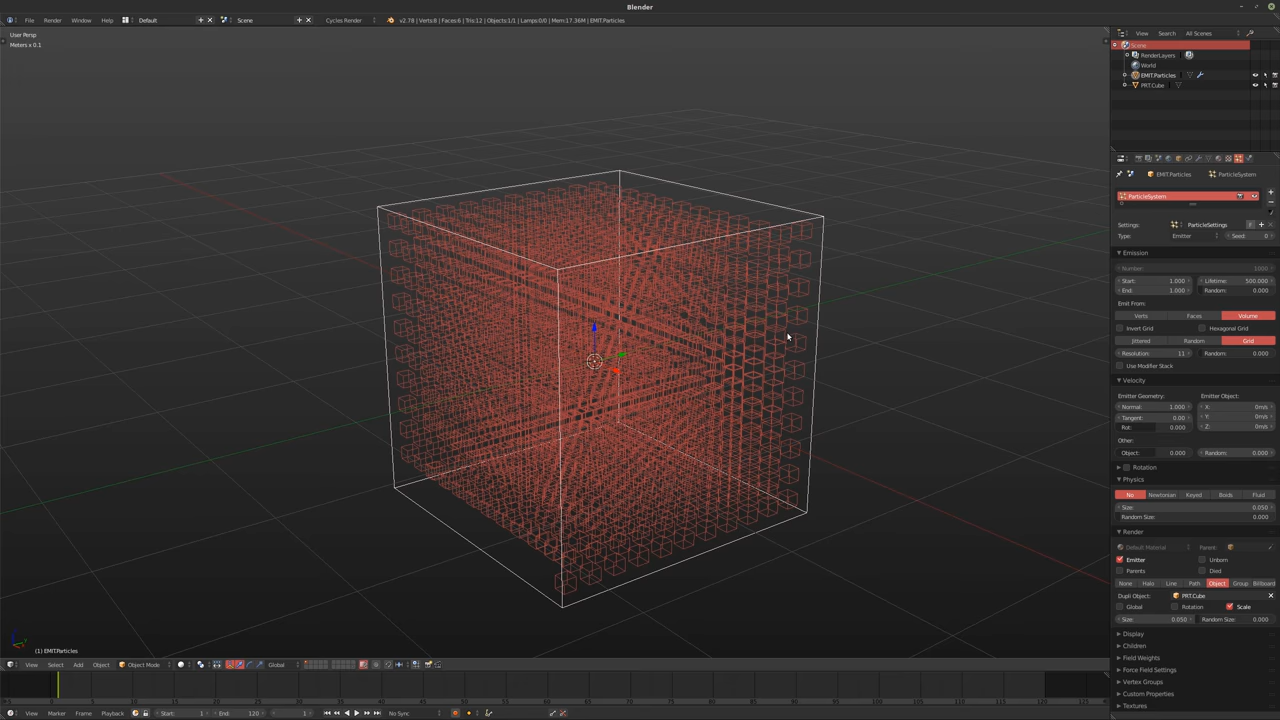 Blender
File Render Window Help Default Scene Cycles Render v2.78 | Verts:8 | Faces:6 | Tris:12 | Objects:1/1 | Lamps:0/0 | Mem:17.36M | EMIT.Particles
User Persp
Meters x 0.1
View Search All Scenes
Scene
RenderLayers
World
EMIT.Particles
PRT.Cube
EMIT.Particles ParticleSystem
ParticleSystem
Settings: ParticleSettings F
Type: Emitter Seed: 0
Emission
Number: 1000
Start: 1.000 Lifetime: 500.000
End: 1.000 Random: 0.000
Emit From:
Verts Faces Volume
Invert Grid Hexagonal Grid
Jittered Random Grid
Resolution: 11 Random: 0.000
Use Modifier Stack
Velocity
Emitter Geometry: Emitter Object:
Normal: 1.000 X: 0m/s
Tangent: 0.00 Y: 0m/s
Rot: 0.000 Z: 0m/s
Other:
Object: 0.000 Random: 0.000
Rotation
Physics
No Newtonian Keyed Boids Fluid
Size: 0.050
Random Size: 0.000
Render
Default Material Parent:
Emitter Unborn
Parents Died
None Halo Line Path Object Group Billboard
Dupli Object: PRT.Cube
Global Rotation Scale
Size: 0.050 Random Size: 0.000
Display
Children
Field Weights
Force Field Settings
Vertex Groups
Custom Properties
Textures
(1) EMIT.Particles
View Select Add Object Object Mode Global
View Marker Frame Playback Start: 1 End: 120 1 No Sync